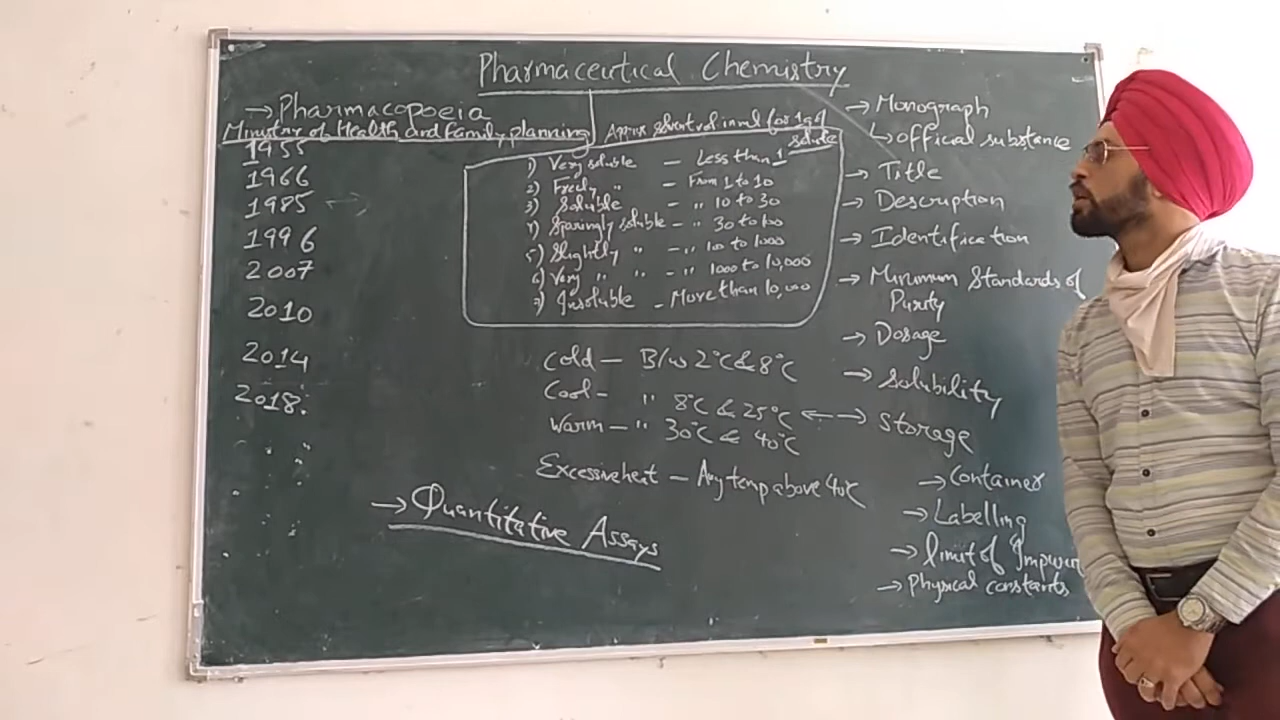 Pharmaceutical Chemistry
→ Pharmacopoeia
Ministry of Health and family planning
1955
1966
1985
1996
2007
2010
2014
2018.
Approx solvent of for 1g of
solute
1) Very soluble – Less than 1
2) Freely " – From 1 to 10
3) Soluble – " 10 to 30
4) Sparingly soluble – " 30 to 100
5) Slightly " – " 100 to 1000
6) Very " " – " 1000 to 10,000
7) Insoluble – More than 10,000
Cold – B/w 2°C & 8°C
Cool – " 8°C & 25°C
Warm – " 30°C & 40°C
Excessive heat – Any temp above 40°C
→ Quantitative Assays
→ Monograph
↳ offical substance
→ Title
→ Description
→ Identification
→ Minimum Standards of
Purity
→ Dosage
→ Solubility
→ Storage
→ Container
→ Labelling
→ limit of
→ Physical constants